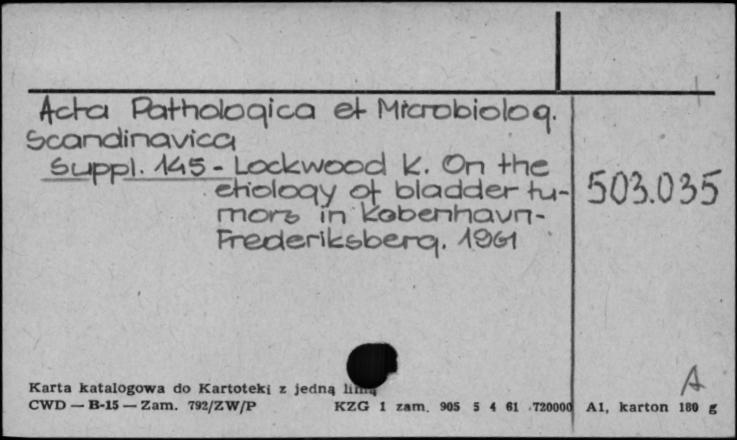 Acta Pathologica et Microbiolog.
Scandinavica
Suppl. 145 - Lockwood K. On the
etiology of bladder tu-
mors in København-
Frederiksberg. 1961
503.035
A
Karta katalogowa do Kartoteki z jedną linią
CWD — B-15 — Zam. 792/ZW/P KZG 1 zam. 905 5 4 61 720000 A1, karton 180 g